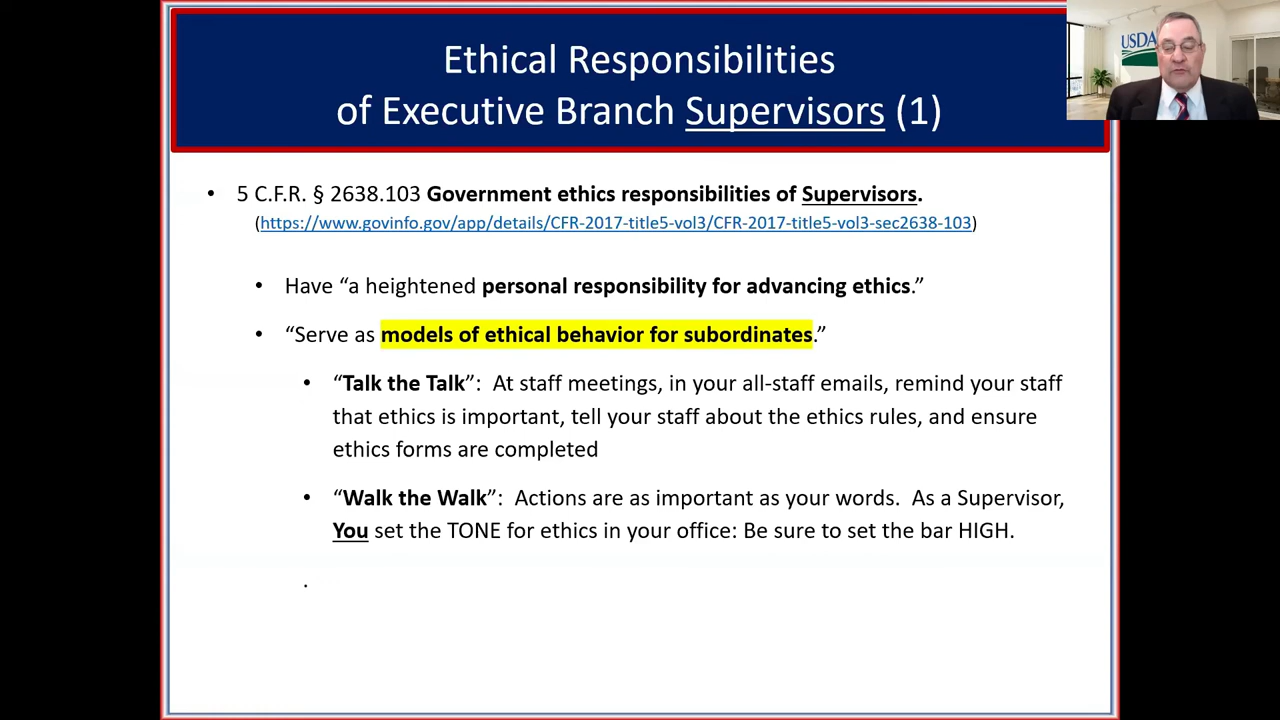 Ethical Responsibilities
of Executive Branch Supervisors (1)
USDA
• 5 C.F.R. § 2638.103 Government ethics responsibilities of Supervisors.
(https://www.govinfo.gov/app/details/CFR-2017-title5-vol3/CFR-2017-title5-vol3-sec2638-103)
• Have “a heightened personal responsibility for advancing ethics.”
• “Serve as models of ethical behavior for subordinates.”
• “Talk the Talk”: At staff meetings, in your all-staff emails, remind your staff
that ethics is important, tell your staff about the ethics rules, and ensure
ethics forms are completed
• “Walk the Walk”: Actions are as important as your words. As a Supervisor,
You set the TONE for ethics in your office: Be sure to set the bar HIGH.
.